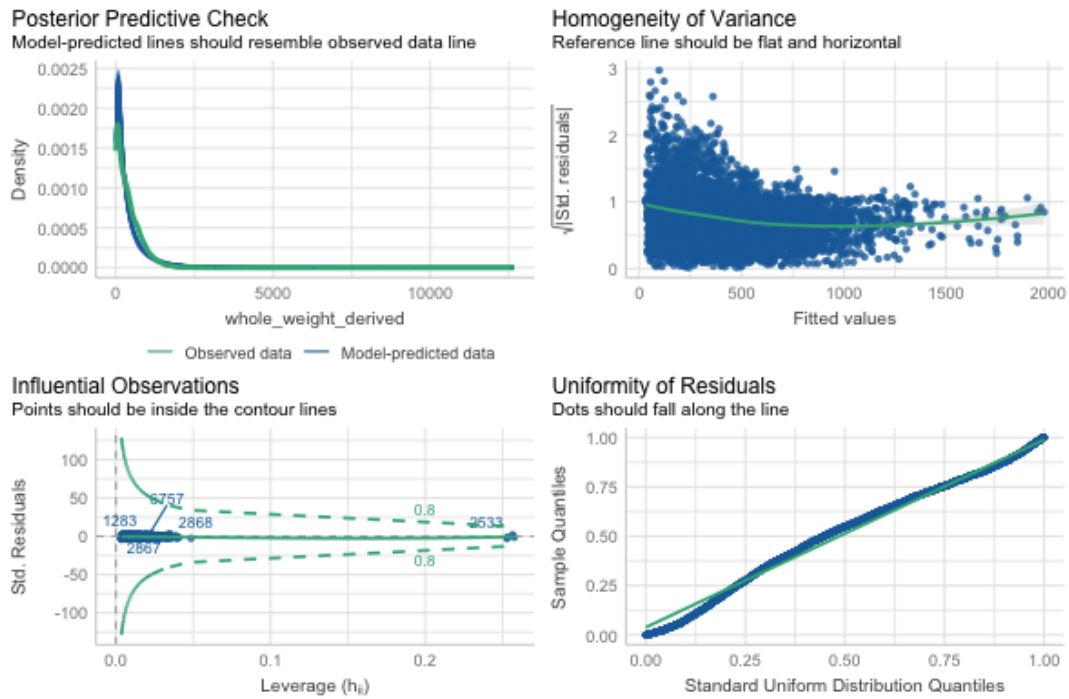 Posterior Predictive Check
Model-predicted lines should resemble observed data line
0.0025
0.0020
0.0015
0.0010
0.0005
0.0000
Density
0
5000
10000
whole_weight_derived
Observed data
Model-predicted data
Homogeneity of Variance
Reference line should be flat and horizontal
3
2
1
0
√|Std. residuals|
0
500
1000
1500
2000
Fitted values
Influential Observations
Points should be inside the contour lines
100
50
0
-50
-100
Std. Residuals
6757
1283
2868
2867
2533
0.8
0.8
0.0
0.1
0.2
Leverage (hᵢᵢ)
Uniformity of Residuals
Dots should fall along the line
1.00
0.75
0.50
0.25
0.00
Sample Quantiles
0.00
0.25
0.50
0.75
1.00
Standard Uniform Distribution Quantiles